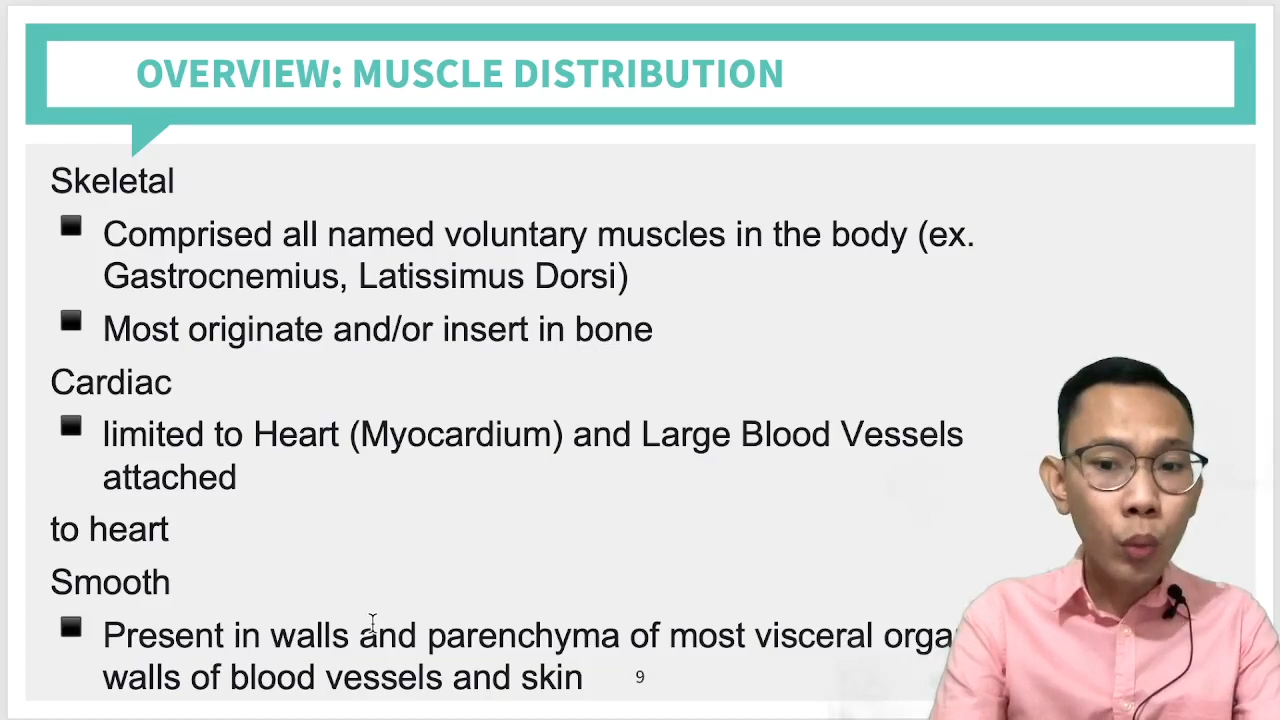 OVERVIEW: MUSCLE DISTRIBUTION
Skeletal
Comprised all named voluntary muscles in the body (ex.
Gastrocnemius, Latissimus Dorsi)
Most originate and/or insert in bone
Cardiac
limited to Heart (Myocardium) and Large Blood Vessels
attached
to heart
Smooth
Present in walls and parenchyma of most visceral
walls of blood vessels and skin
9